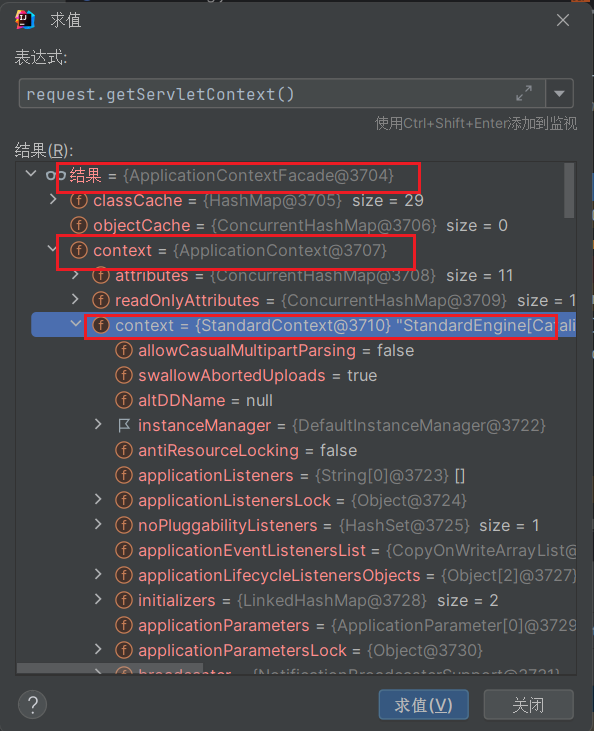 求值
表达式:
request.getServletContext()
使用Ctrl+Shift+Enter添加到监视
结果(R):
结果 = {ApplicationContextFacade@3704}
classCache = {HashMap@3705} size = 29
objectCache = {ConcurrentHashMap@3706} size = 0
context = {ApplicationContext@3707}
attributes = {ConcurrentHashMap@3708} size = 11
readOnlyAttributes = {ConcurrentHashMap@3709} size = 1
context = {StandardContext@3710} "StandardEngine[Catali
allowCasualMultipartParsing = false
swallowAbortedUploads = true
altDDName = null
instanceManager = {DefaultInstanceManager@3722}
antiResourceLocking = false
applicationListeners = {String[0]@3723} []
applicationListenersLock = {Object@3724}
noPluggabilityListeners = {HashSet@3725} size = 1
applicationEventListenersList = {CopyOnWriteArrayList@
applicationLifecycleListenersObjects = {Object[2]@3727}
initializers = {LinkedHashMap@3728} size = 2
applicationParameters = {ApplicationParameter[0]@3729
applicationParametersLock = {Object@3730}
broadcaster = {NotificationBroadcasterSupport@3731}
?
求值(V)
关闭